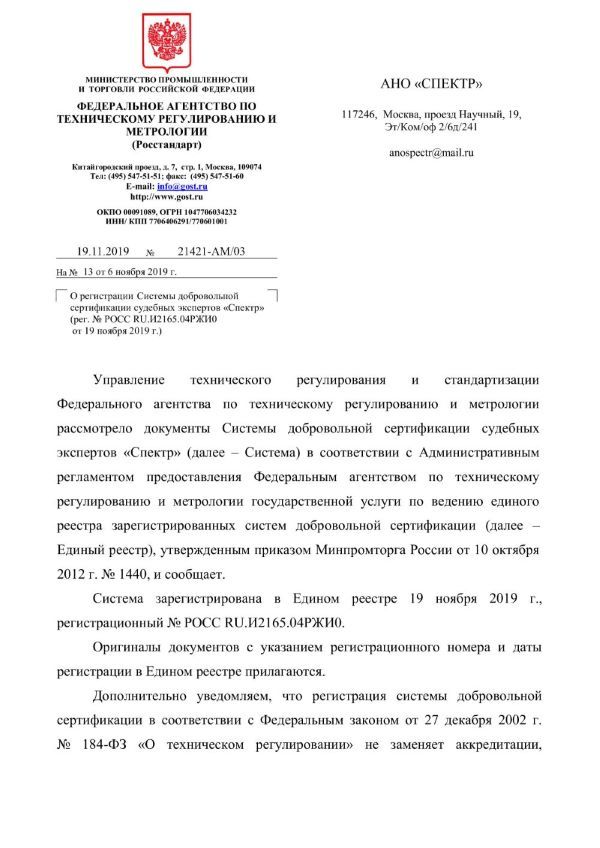 МИНИСТЕРСТВО ПРОМЫШЛЕННОСТИ
И ТОРГОВЛИ РОССИЙСКОЙ ФЕДЕРАЦИИ
ФЕДЕРАЛЬНОЕ АГЕНТСТВО ПО
ТЕХНИЧЕСКОМУ РЕГУЛИРОВАНИЮ И
МЕТРОЛОГИИ
(Росстандарт)
Китайгородский проезд, д. 7, стр. 1, Москва, 109074
Тел: (495) 547-51-51; факс: (495) 547-51-60
E-mail: info@gost.ru
http://www.gost.ru
ОКПО 00091089, ОГРН 1047706034232
ИНН/ КПП 7706406291/770601001
19.11.2019 № 21421-АМ/03
На № 13 от 6 ноября 2019 г.
О регистрации Системы добровольной
сертификации судебных экспертов «Спектр»
(рег. № РОСС RU.И2165.04РЖИ0
от 19 ноября 2019 г.)
АНО «СПЕКТР»
117246, Москва, проезд Научный, 19,
Эт/Ком/оф 2/6д/241
anospectr@mail.ru
Управление технического регулирования и стандартизации
Федерального агентства по техническому регулированию и метрологии
рассмотрело документы Системы добровольной сертификации судебных
экспертов «Спектр» (далее – Система) в соответствии с Административным
регламентом предоставления Федеральным агентством по техническому
регулированию и метрологии государственной услуги по ведению единого
реестра зарегистрированных систем добровольной сертификации (далее –
Единый реестр), утвержденным приказом Минпромторга России от 10 октября
2012 г. № 1440, и сообщает.
Система зарегистрирована в Едином реестре 19 ноября 2019 г.,
регистрационный № РОСС RU.И2165.04РЖИ0.
Оригиналы документов с указанием регистрационного номера и даты
регистрации в Едином реестре прилагаются.
Дополнительно уведомляем, что регистрация системы добровольной
сертификации в соответствии с Федеральным законом от 27 декабря 2002 г.
№ 184-ФЗ «О техническом регулировании» не заменяет аккредитации,